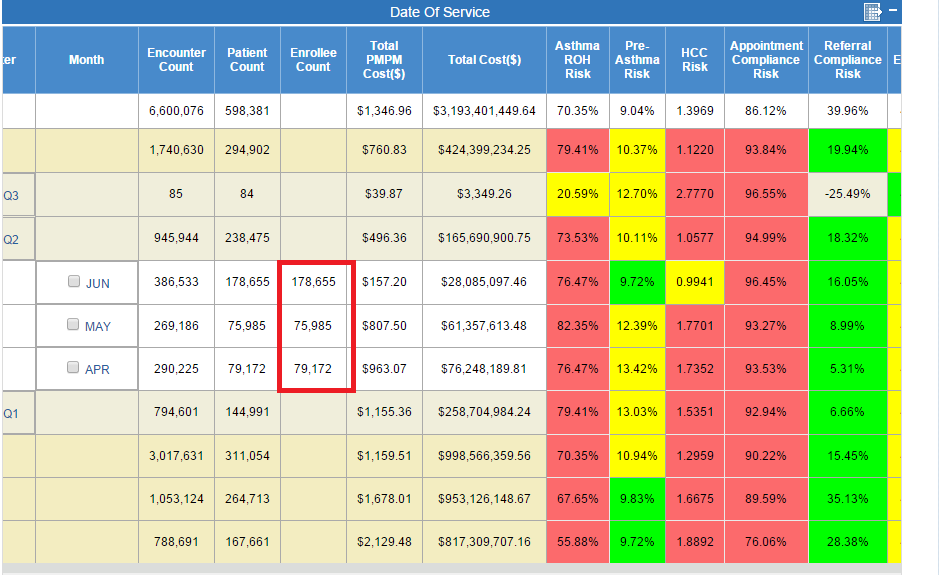 Date Of Service
ter Month Encounter Count Patient Count Enrollee Count Total PMPM Cost($) Total Cost($) Asthma ROH Risk Pre-Asthma Risk HCC Risk Appointment Compliance Risk Referral Compliance Risk E
6,600,076 598,381 $1,346.96 $3,193,401,449.64 70.35% 9.04% 1.3969 86.12% 39.96%
1,740,630 294,902 $760.83 $424,399,234.25 79.41% 10.37% 1.1220 93.84% 19.94%
Q3 85 84 $39.87 $3,349.26 20.59% 12.70% 2.7770 96.55% -25.49%
Q2 945,944 238,475 $496.36 $165,690,900.75 73.53% 10.11% 1.0577 94.99% 18.32%
JUN 386,533 178,655 178,655 $157.20 $28,085,097.46 76.47% 9.72% 0.9941 96.45% 16.05%
MAY 269,186 75,985 75,985 $807.50 $61,357,613.48 82.35% 12.39% 1.7701 93.27% 8.99%
APR 290,225 79,172 79,172 $963.07 $76,248,189.81 76.47% 13.42% 1.7352 93.53% 5.31%
Q1 794,601 144,991 $1,155.36 $258,704,984.24 79.41% 13.03% 1.5351 92.94% 6.66%
3,017,631 311,054 $1,159.51 $998,566,359.56 70.35% 10.94% 1.2959 90.22% 15.45%
1,053,124 264,713 $1,678.01 $953,126,148.67 67.65% 9.83% 1.6675 89.59% 35.13%
788,691 167,661 $2,129.48 $817,309,707.16 55.88% 9.72% 1.8892 76.06% 28.38%